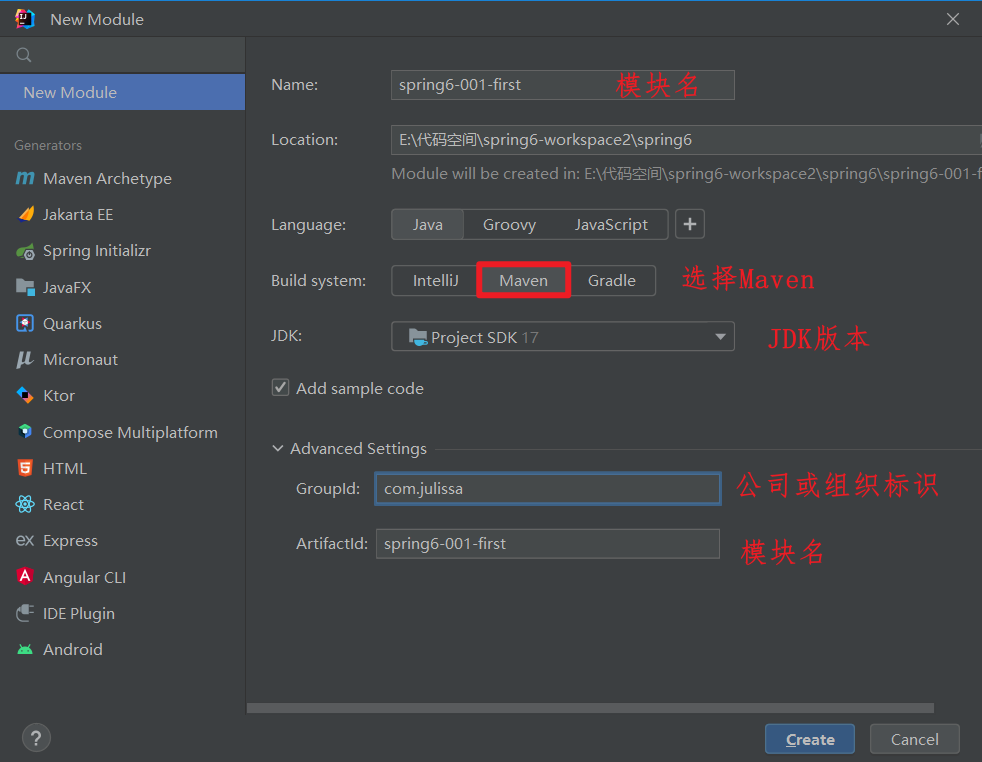 New Module
New Module
Generators
Maven Archetype
Jakarta EE
Spring Initializr
JavaFX
Quarkus
Micronaut
Ktor
Compose Multiplatform
HTML
React
Express
Angular CLI
IDE Plugin
Android
Name: spring6-001-first 模块名
Location: E:\代码空间\spring6-workspace2\spring6
Module will be created in: E:\代码空间\spring6-workspace2\spring6\spring6-001-f
Language: Java Groovy JavaScript +
Build system: IntelliJ Maven Gradle 选择Maven
JDK: Project SDK 17 JDK版本
Add sample code
Advanced Settings
GroupId: com.julissa 公司或组织标识
ArtifactId: spring6-001-first 模块名
? Create Cancel